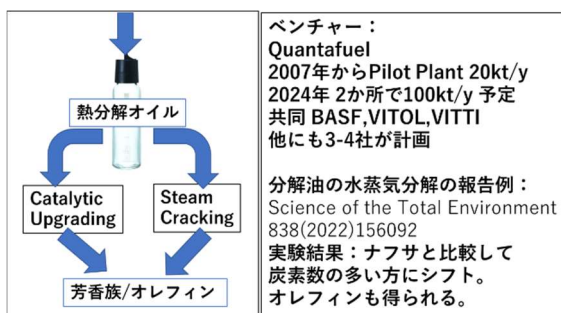 熱分解オイル
Catalytic
Upgrading
Steam
Cracking
芳香族/オレフィン
ベンチャー：
Quantafuel
2007年からPilot Plant 20kt/y
2024年 2か所で100kt/y 予定
共同 BASF,VITOL,VITTI
他にも3-4社が計画
分解油の水蒸気分解の報告例：
Science of the Total Environment
838(2022)156092
実験結果：ナフサと比較して
炭素数の多い方にシフト。
オレフィンも得られる。